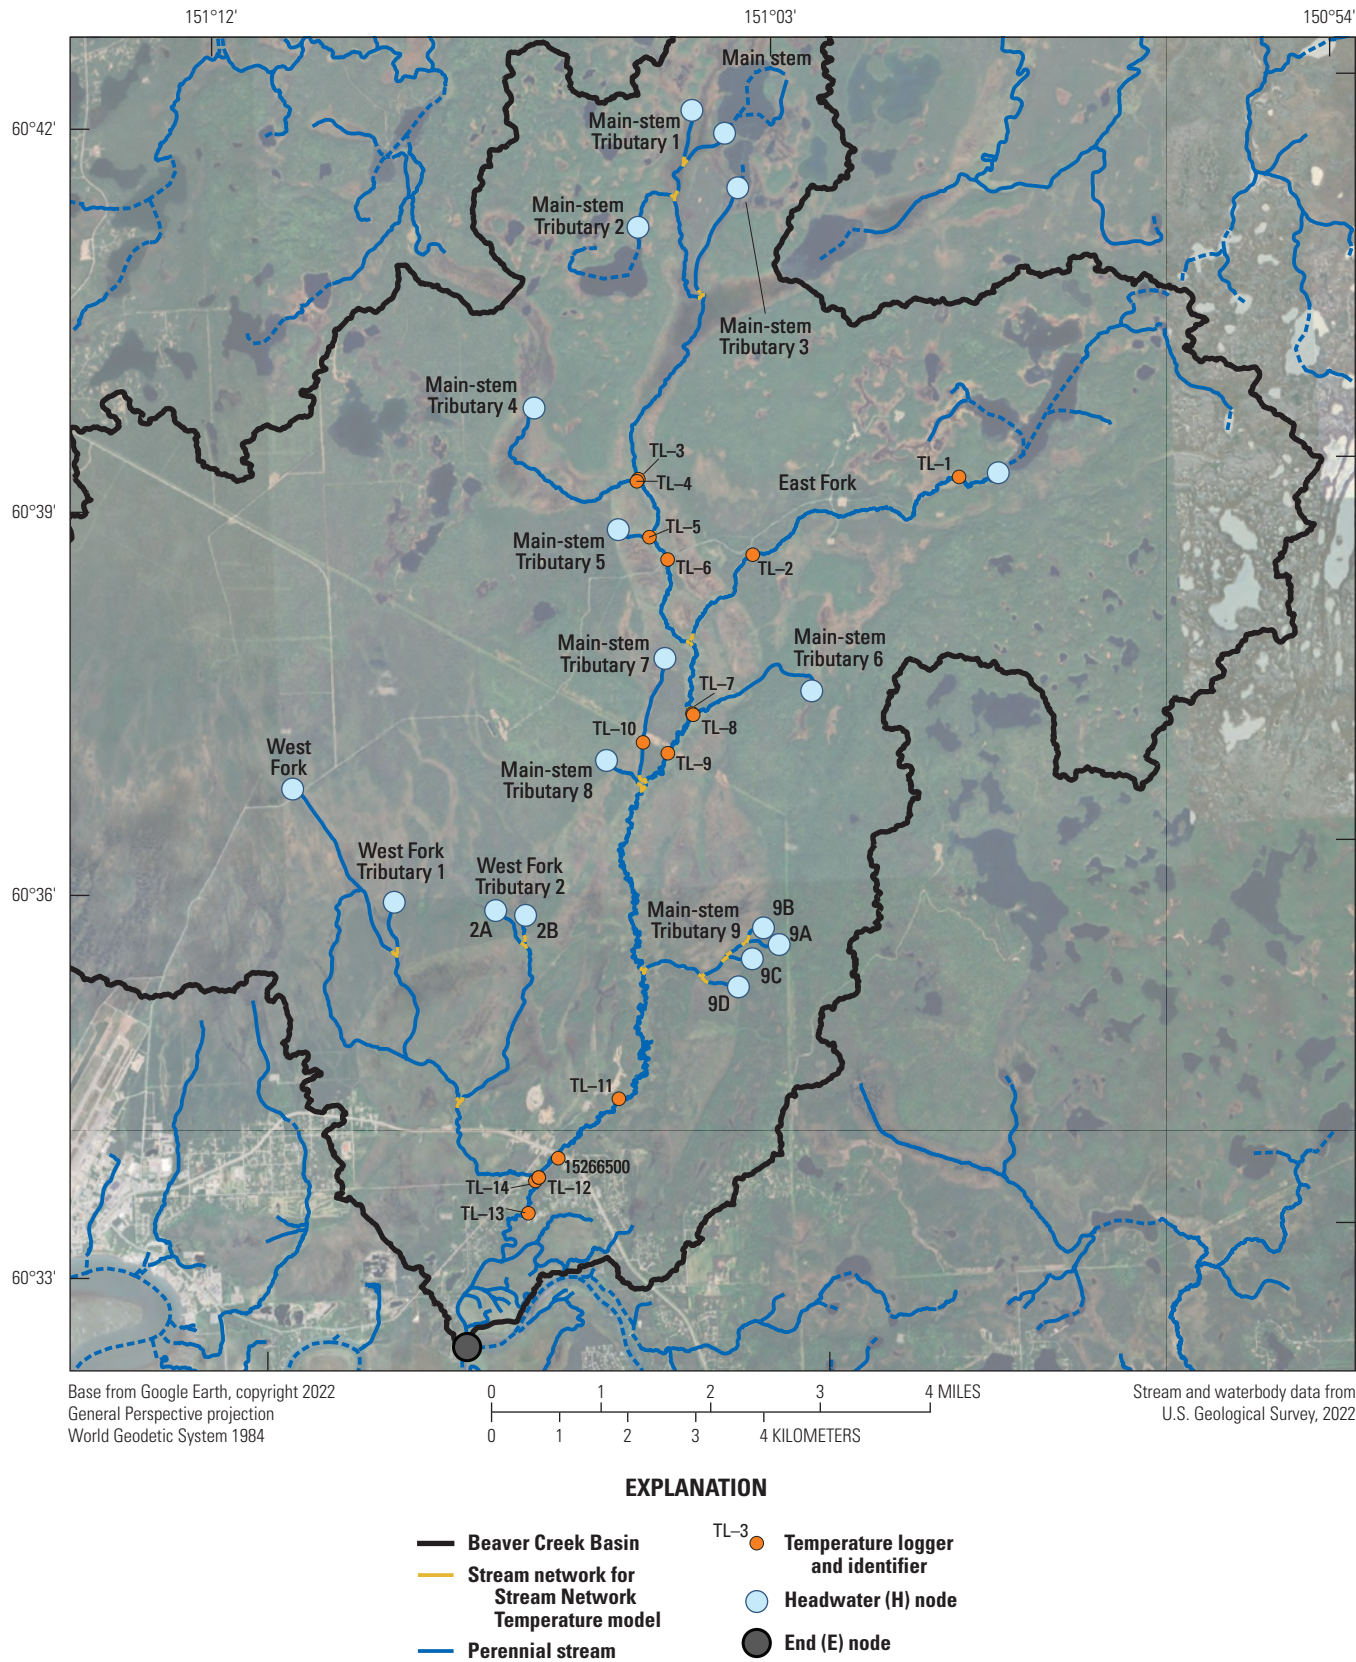 151°12'
151°03'
150°54'
60°42'
60°39'
60°36'
60°33'
Main stem
Main-stem
Tributary 1
Main-stem
Tributary 2
Main-stem
Tributary 3
Main-stem
Tributary 4
TL–3
TL–4
East Fork
TL–1
TL–5
Main-stem
Tributary 5
TL–6
TL–2
Main-stem
Tributary 7
Main-stem
Tributary 6
TL–7
TL–8
TL–10
TL–9
West
Fork
Main-stem
Tributary 8
West Fork
Tributary 1
West Fork
Tributary 2
2A
2B
Main-stem
Tributary 9
9B
9A
9C
9D
TL–11
15266500
TL–14
TL–12
TL–13
Base from Google Earth, copyright 2022
General Perspective projection
World Geodetic System 1984
0 1 2 3 4 MILES
0 1 2 3 4 KILOMETERS
Stream and waterbody data from
U.S. Geological Survey, 2022
EXPLANATION
Beaver Creek Basin
Stream network for
Stream Network
Temperature model
Perennial stream
TL–3
Temperature logger
and identifier
Headwater (H) node
End (E) node